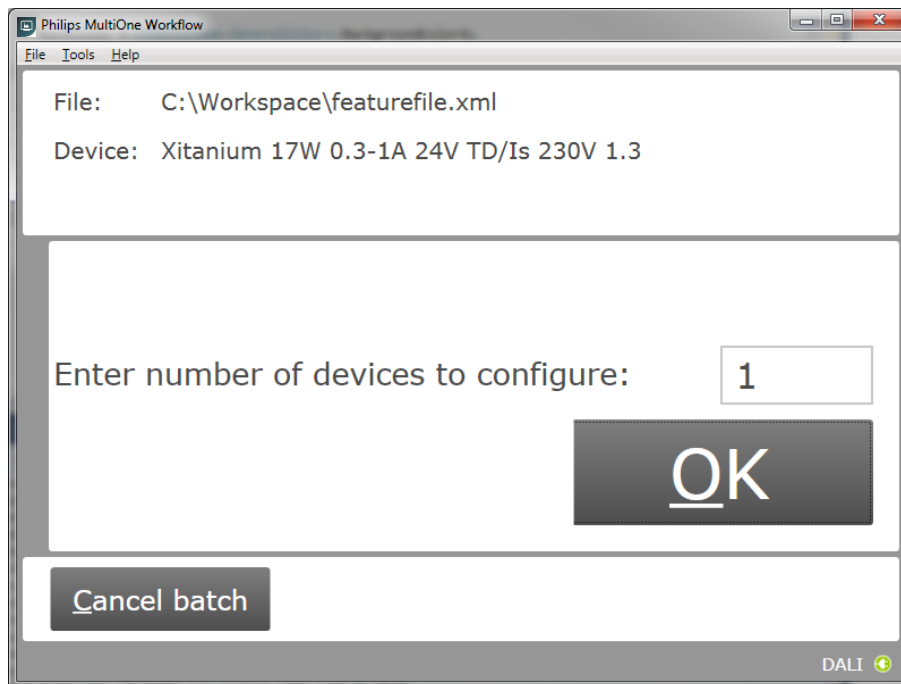 Philips MultiOne Workflow
File Tools Help
File: C:\Workspace\featurefile.xml
Device: Xitanium 17W 0.3-1A 24V TD/Is 230V 1.3
Enter number of devices to configure: 1
OK
Cancel batch
DALI